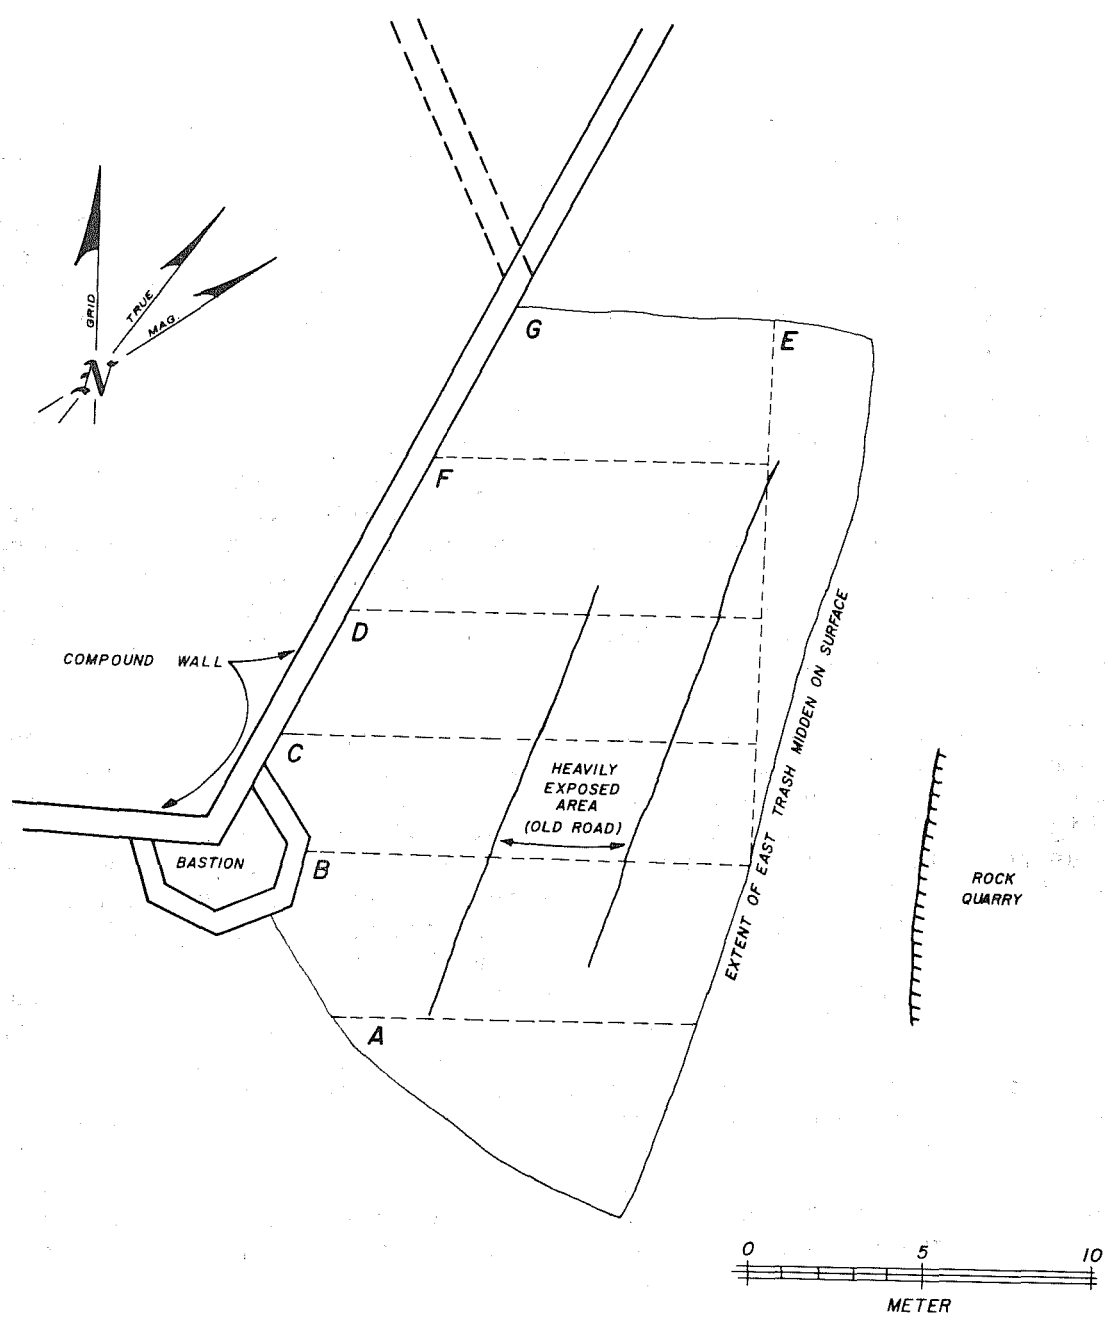 GRID
TRUE
MAG.
N
G
E
F
D
COMPOUND WALL
C
HEAVILY
EXPOSED
AREA
(OLD ROAD)
EXTENT OF EAST TRASH MIDDEN ON SURFACE
BASTION
B
ROCK
QUARRY
A
0 5 10
METER